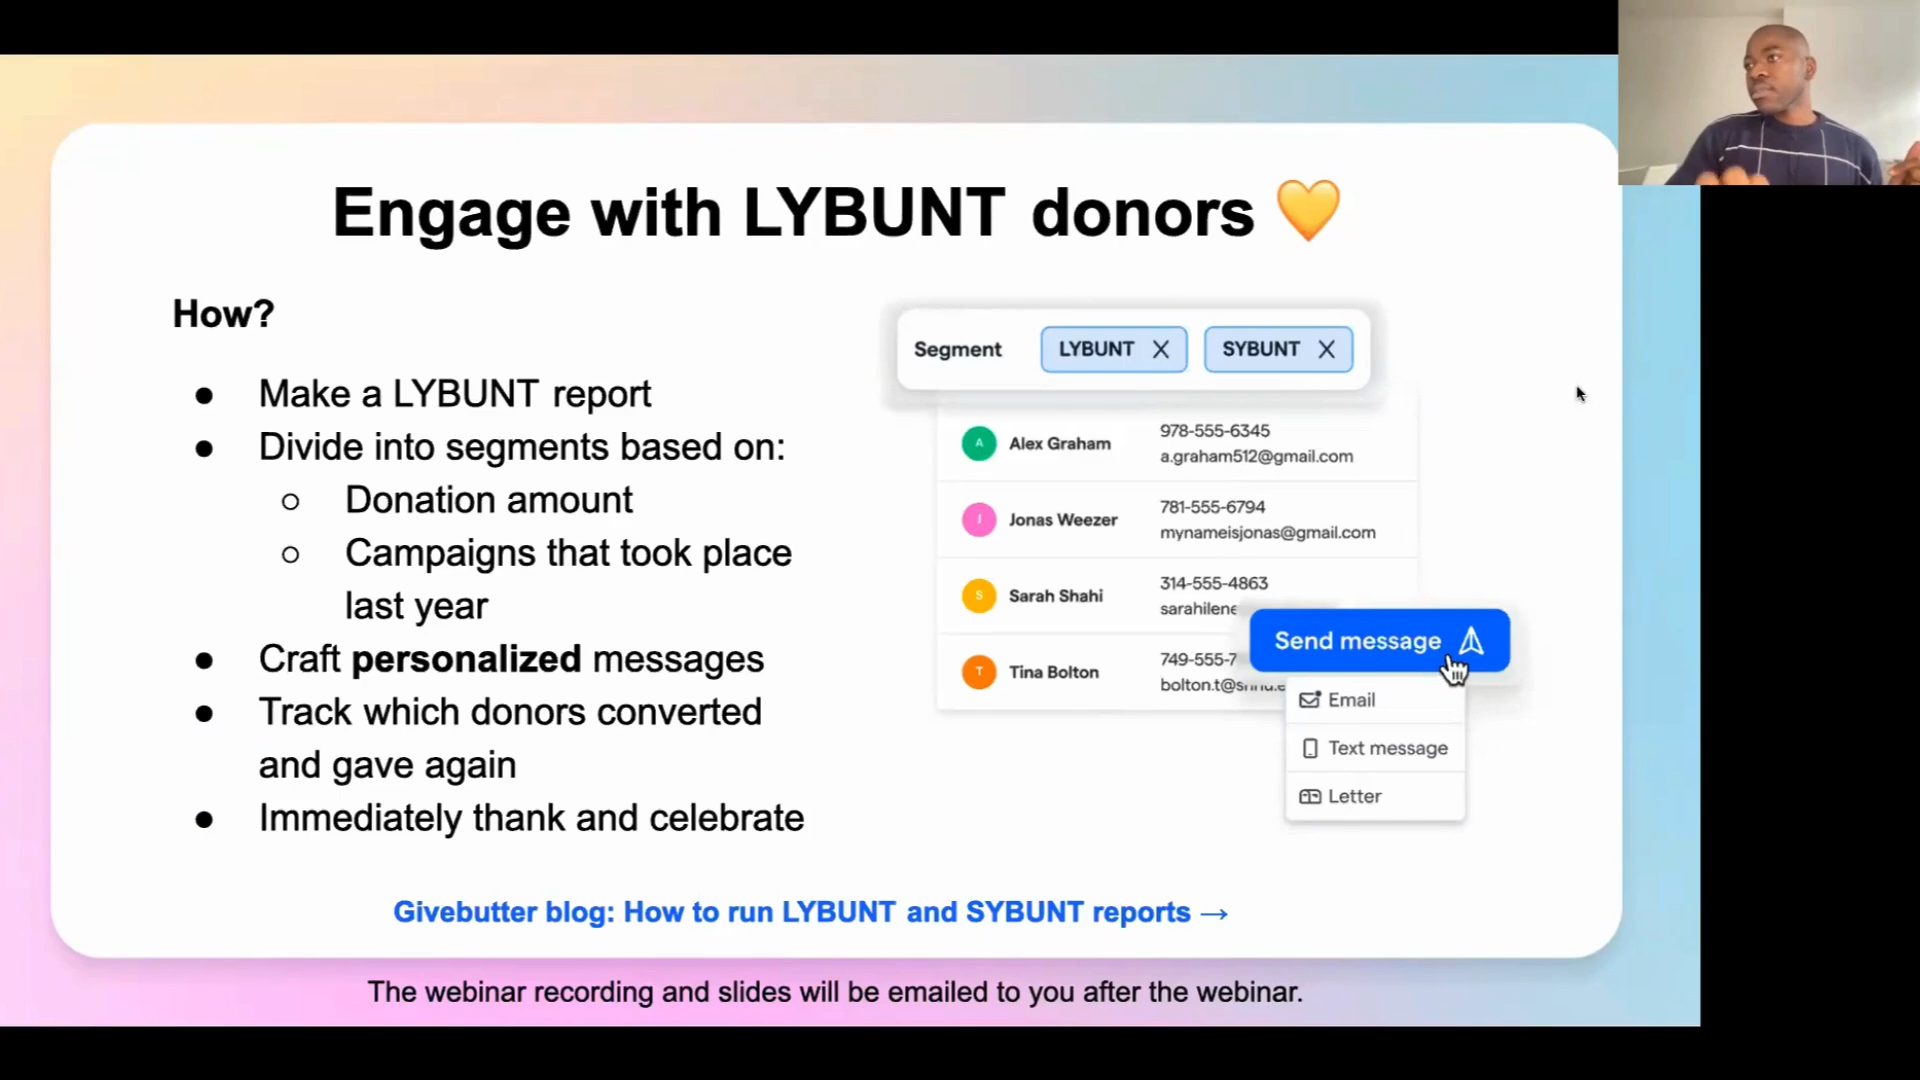 Engage with LYBUNT donors 🧡
How?
● Make a LYBUNT report
● Divide into segments based on:
○ Donation amount
○ Campaigns that took place
last year
● Craft personalized messages
● Track which donors converted
and gave again
● Immediately thank and celebrate
Segment LYBUNT X SYBUNT X
A Alex Graham 978-555-6345
a.graham512@gmail.com
J Jonas Weezer 781-555-6794
mynameisjonas@gmail.com
S Sarah Shahi 314-555-4863
sarahilene
T Tina Bolton 749-555-7
Send message
Email
Text message
Letter
Givebutter blog: How to run LYBUNT and SYBUNT reports →
The webinar recording and slides will be emailed to you after the webinar.